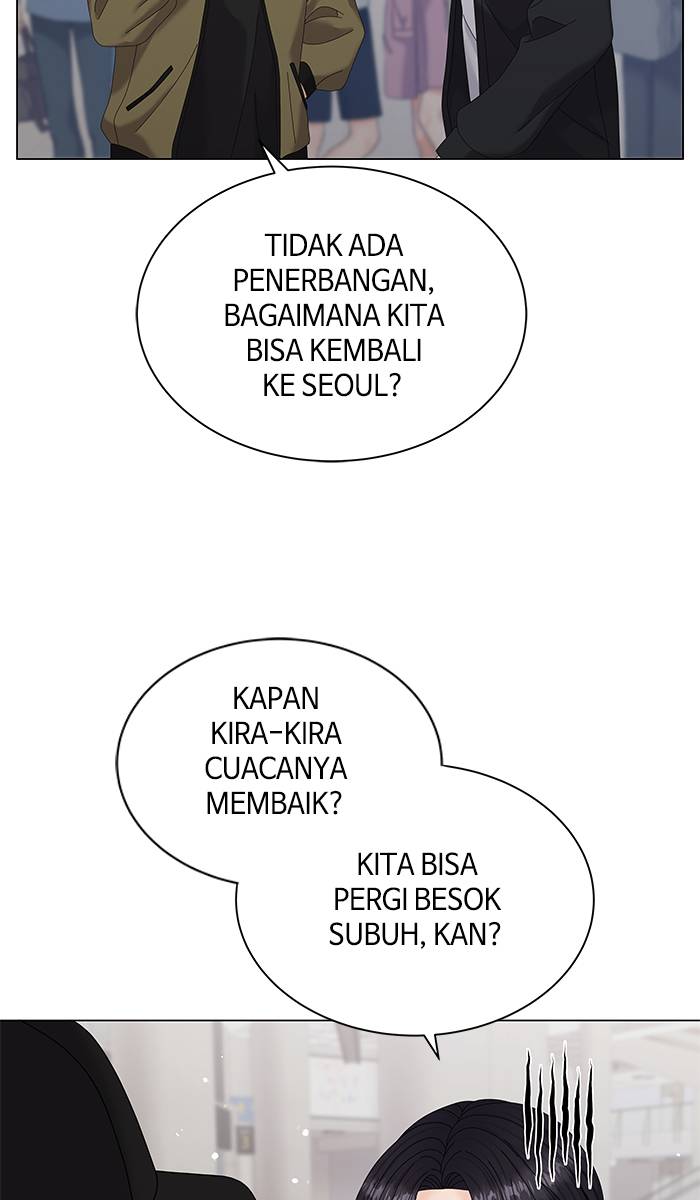 TIDAK ADA
PENERBANGAN,
BAGAIMANA KITA
BISA KEMBALI
KE SEOUL?
KAPAN
KIRA-KIRA
CUACANYA
MEMBAIK?
KITA BISA
PERGI BESOK
SUBUH, KAN?